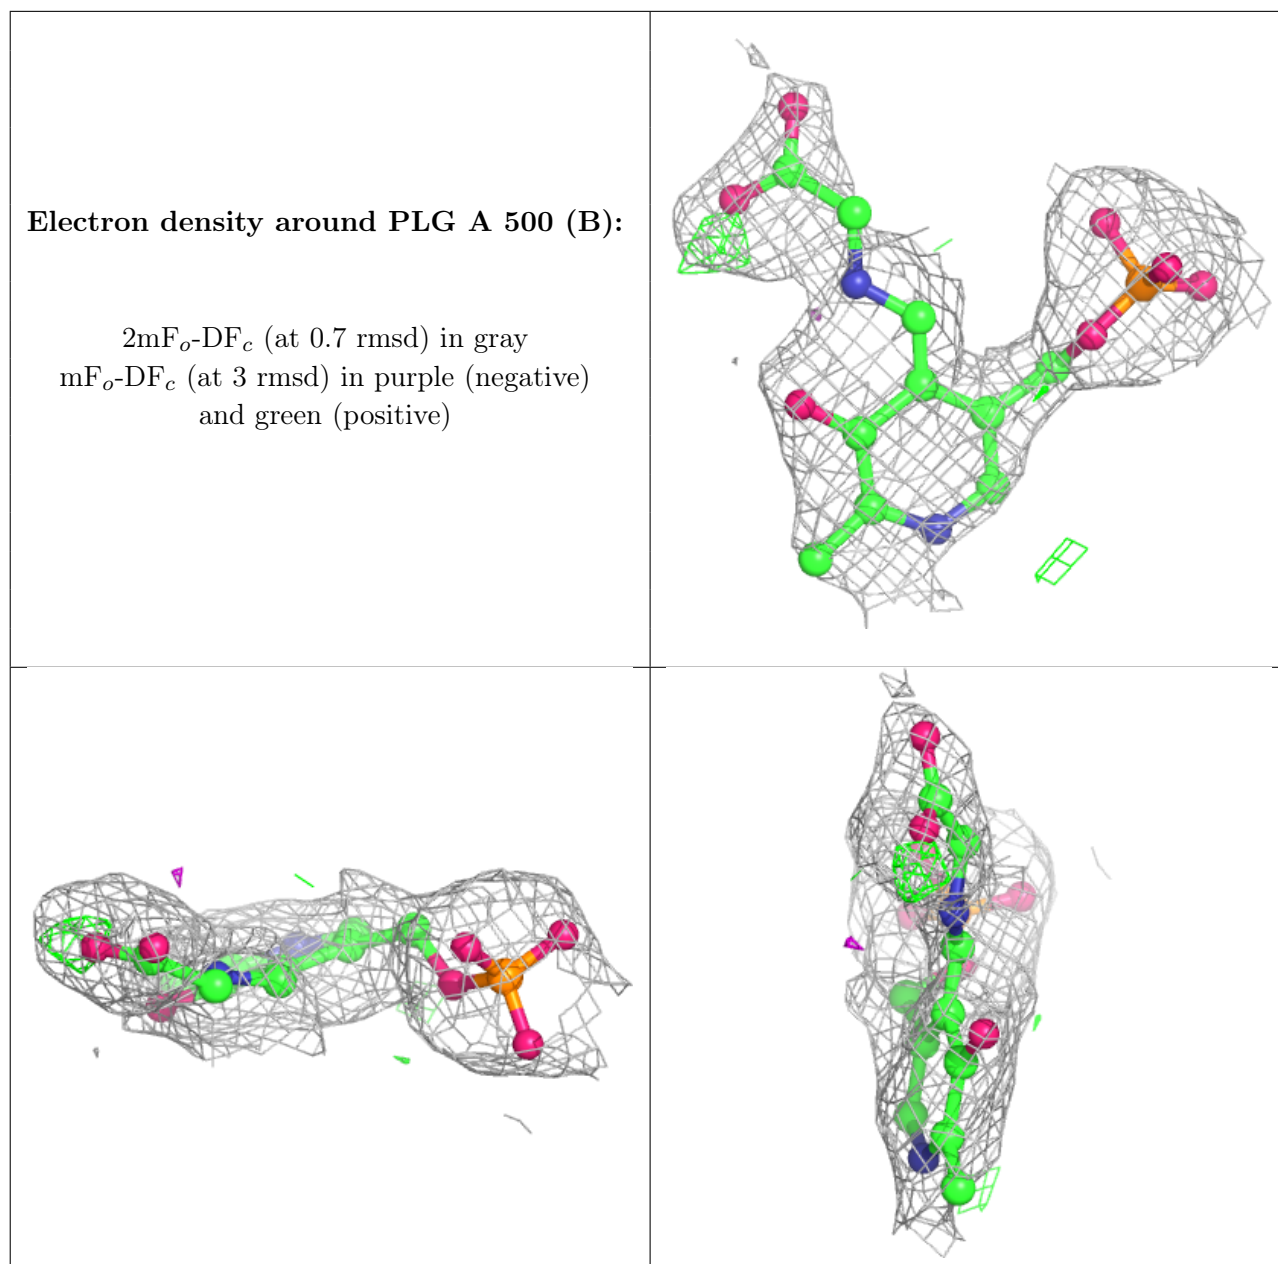 Electron density around PLG A 500 (B):
2mFo-DFc (at 0.7 rmsd) in gray
mFo-DFc (at 3 rmsd) in purple (negative)
and green (positive)